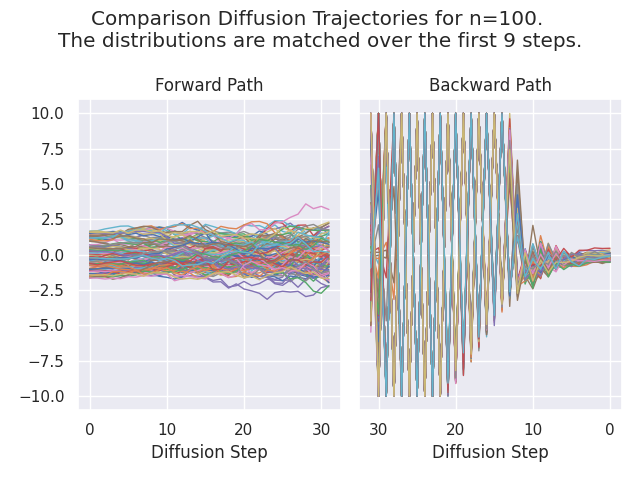 Comparison Diffusion Trajectories for n=100.
The distributions are matched over the first 9 steps.
Forward Path
Backward Path
10.0
7.5
5.0
2.5
0.0
−2.5
−5.0
−7.5
−10.0
0 10 20 30
30 20 10 0
Diffusion Step
Diffusion Step